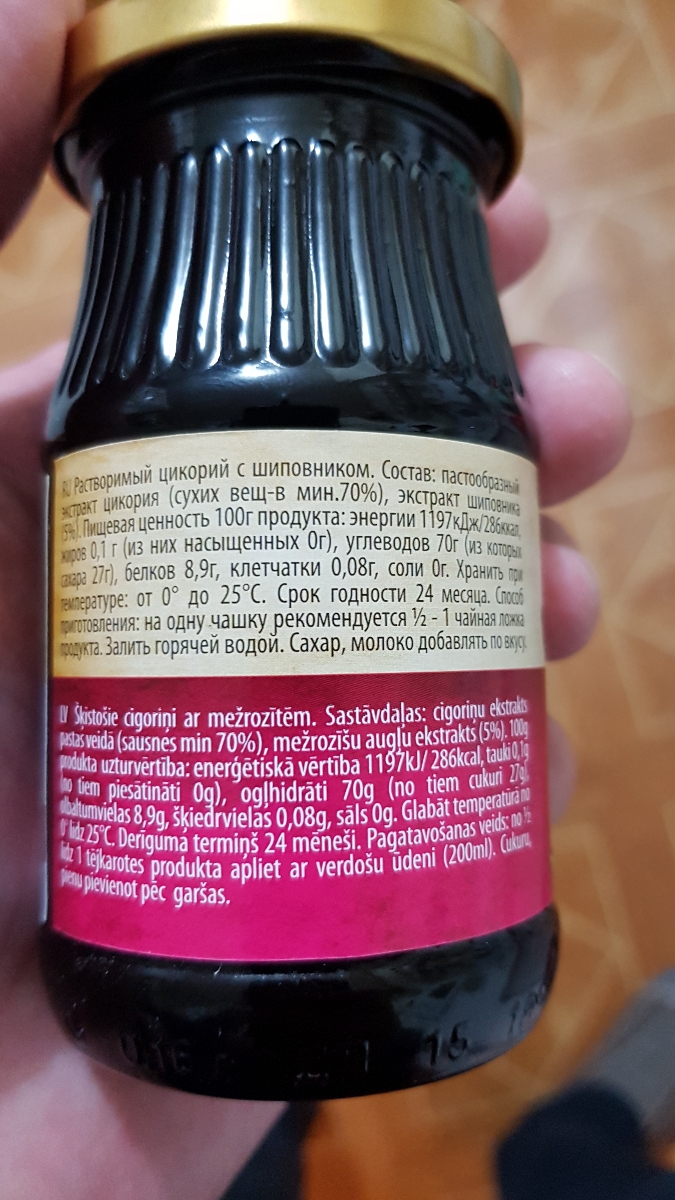 RU Растворимый цикорий с шиповником. Состав: пастообразный
экстракт цикория (сухих вещ-в мин.70%), экстракт шиповника
(5%). Пищевая ценность 100г продукта: энергии 1197кДж/286ккал,
жиров 0,1 г (из них насыщенных 0г), углеводов 70г (из которых
сахара 27г), белков 8,9г, клетчатки 0,08г, соли 0г. Хранить при
температуре: от 0° до 25°C. Срок годности 24 месяца. Способ
приготовления: на одну чашку рекомендуется ½ - 1 чайная ложка
продукта. Залить горячей водой. Сахар, молоко добавлять по вкусу.
LV Šķīstošie cigoriņi ar mežrozītēm. Sastāvdaļas: cigoriņu ekstrakts
pastas veidā (sausnes min 70%), mežrozīšu augļu ekstrakts (5%). 100g
produkta uzturvērtība: enerģētiskā vērtība 1197kJ/ 286kcal, tauki 0,1g
(no tiem piesātināti 0g), ogļhidrāti 70g (no tiem cukuri 27g),
olbaltumvielas 8,9g, šķiedrvielas 0,08g, sāls 0g. Glabāt temperatūrā no
0° līdz 25°C. Derīguma termiņš 24 mēneši. Pagatavošanas veids: no ½
līdz 1 tējkarotes produkta apliet ar verdošu ūdeni (200ml). Cukuru,
pienu pievienot pēc garšas.
15